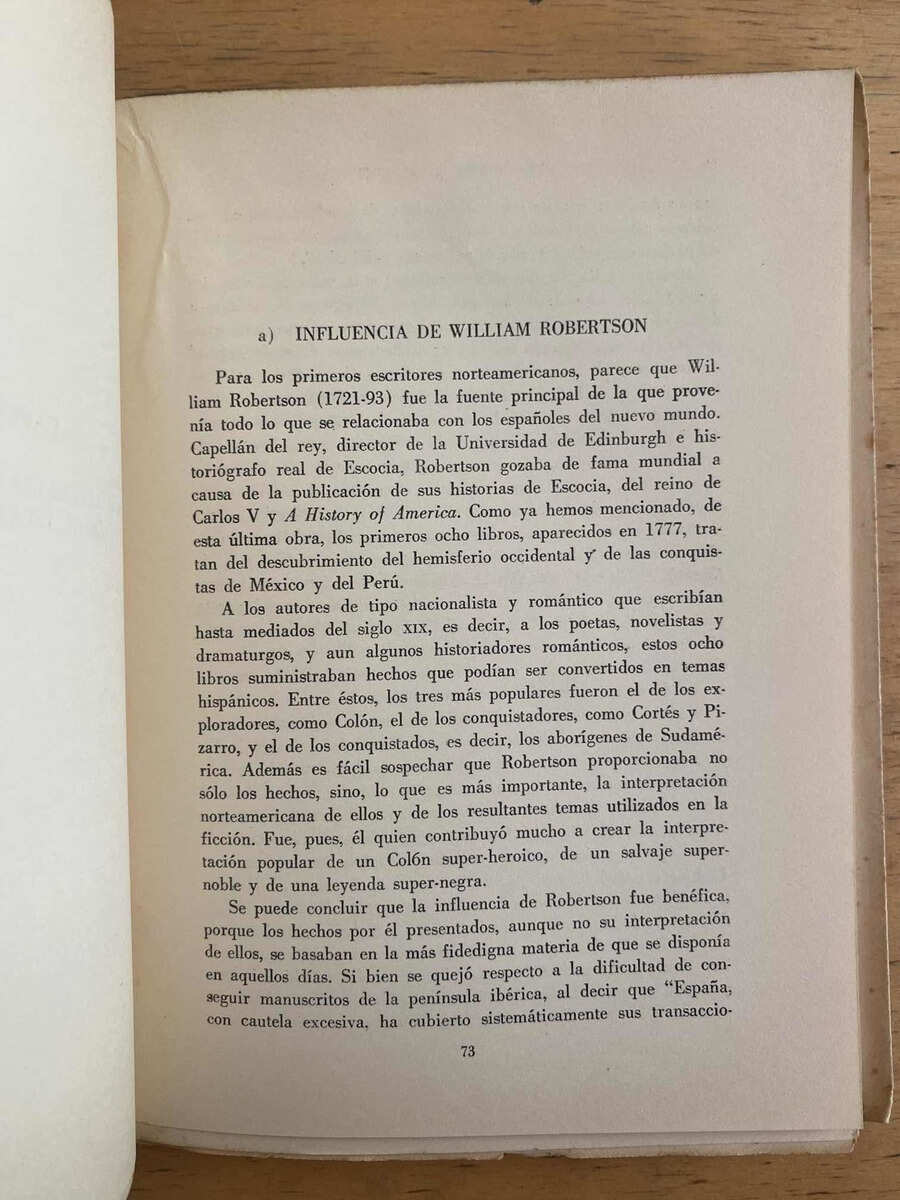 a) INFLUENCIA DE WILLIAM ROBERTSON
Para los primeros escritores norteamericanos, parece que Wil-
liam Robertson (1721-93) fue la fuente principal de la que prove-
nía todo lo que se relacionaba con los españoles del nuevo mundo.
Capellán del rey, director de la Universidad de Edinburgh e his-
toriógrafo real de Escocia, Robertson gozaba de fama mundial a
causa de la publicación de sus historias de Escocia, del reino de
Carlos V y A History of America. Como ya hemos mencionado, de
esta última obra, los primeros ocho libros, aparecidos en 1777, tra-
tan del descubrimiento del hemisferio occidental y de las conquis-
tas de México y del Perú.
A los autores de tipo nacionalista y romántico que escribían
hasta mediados del siglo XIX, es decir, a los poetas, novelistas y
dramaturgos, y aun algunos historiadores románticos, estos ocho
libros suministraban hechos que podían ser convertidos en temas
hispánicos. Entre éstos, los tres más populares fueron el de los ex-
ploradores, como Colón, el de los conquistadores, como Cortés y Pi-
zarro, y el de los conquistados, es decir, los aborígenes de Sudamé-
rica. Además es fácil sospechar que Robertson proporcionaba no
sólo los hechos, sino, lo que es más importante, la interpretación
norteamericana de ellos y de los resultantes temas utilizados en la
ficción. Fue, pues, él quien contribuyó mucho a crear la interpre-
tación popular de un Colón super-heroico, de un salvaje super-
noble y de una leyenda super-negra.
Se puede concluir que la influencia de Robertson fue benéfica,
porque los hechos por él presentados, aunque no su interpretación
de ellos, se basaban en la más fidedigna materia de que se disponía
en aquellos días. Si bien se quejó respecto a la dificultad de con-
seguir manuscritos de la península ibérica, al decir que "España,
con cautela excesiva, ha cubierto sistemáticamente sus transaccio-
73